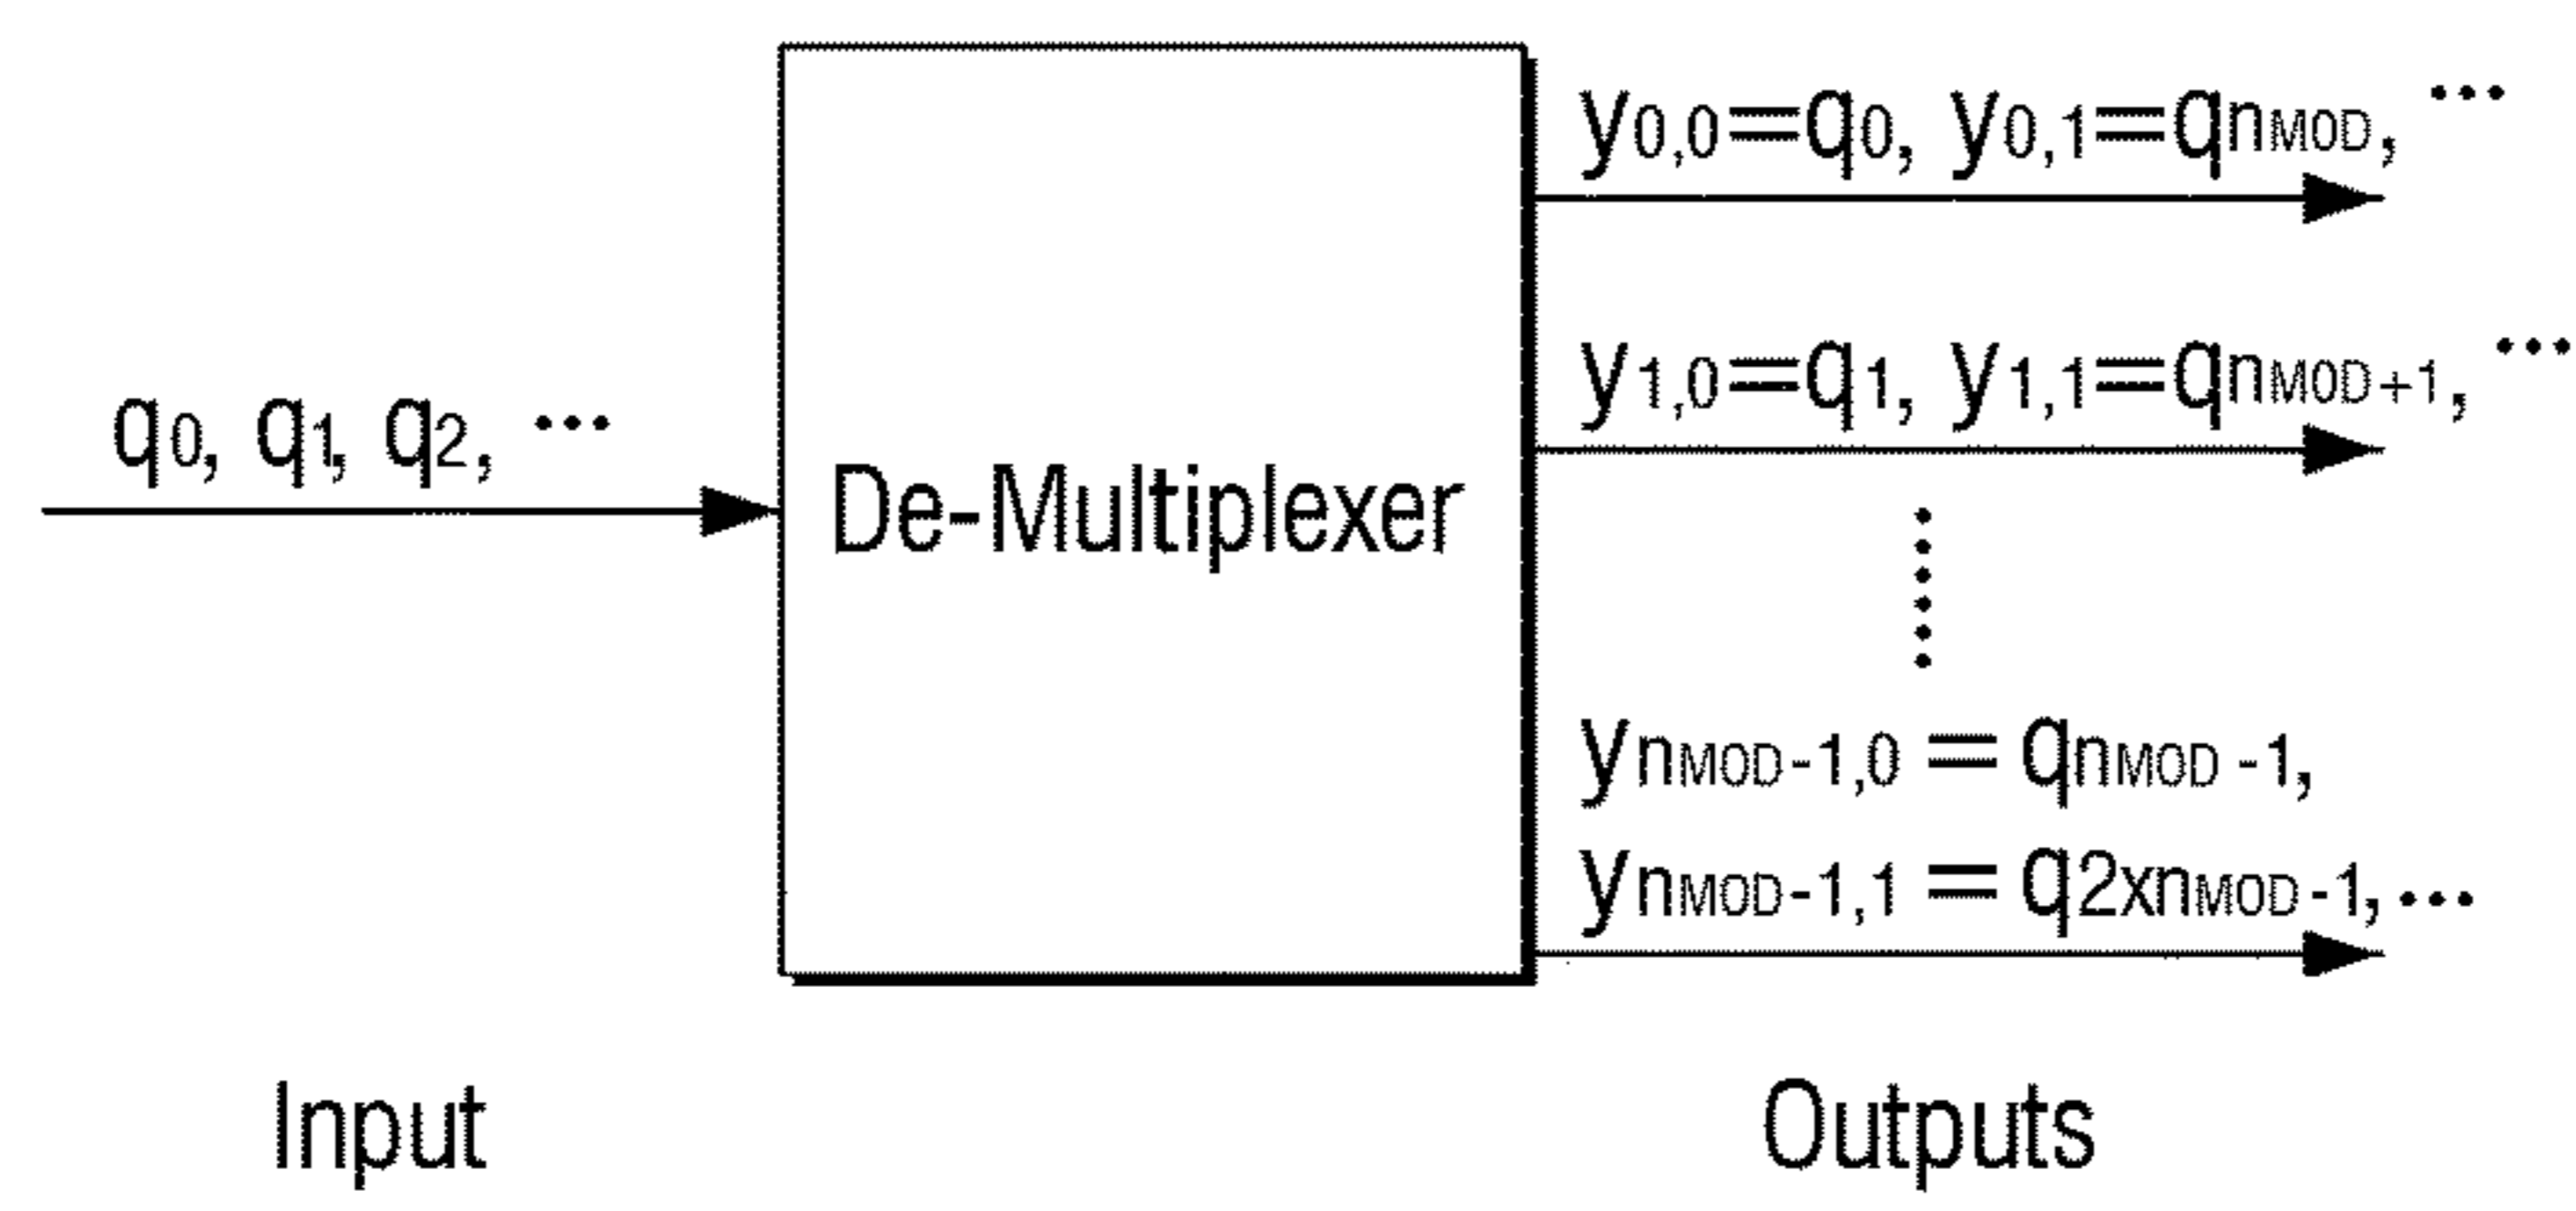 y0,0=q0, y0,1=qnMOD, ...
y1,0=q1, y1,1=qnMOD+1, ...
q0, q1, q2, ...
De-Multiplexer
ynMOD-1,0 = qnMOD-1,
ynMOD-1,1 = q2xnMOD-1, ...
Input
Outputs